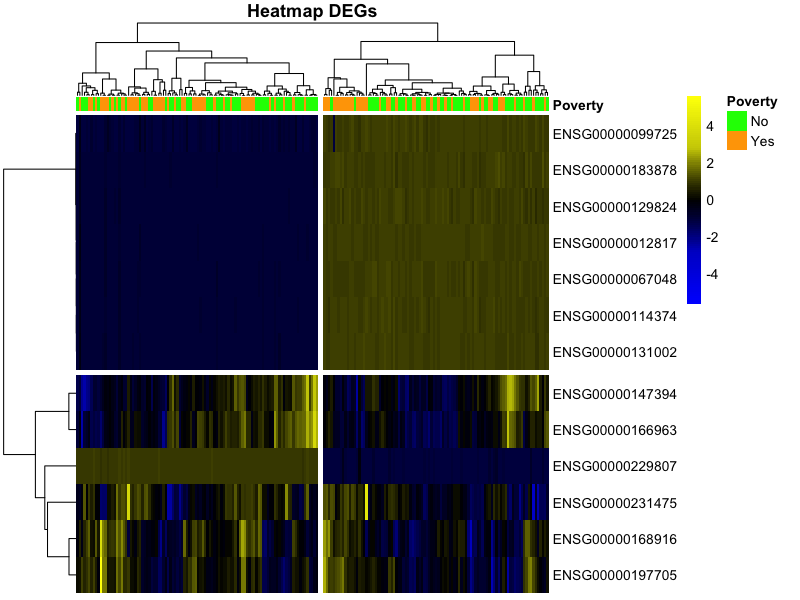 Heatmap DEGs
Poverty
ENSG00000099725
ENSG00000183878
ENSG00000129824
ENSG00000012817
ENSG00000067048
ENSG00000114374
ENSG00000131002
ENSG00000147394
ENSG00000166963
ENSG00000229807
ENSG00000231475
ENSG00000168916
ENSG00000197705
4
2
0
-2
-4
Poverty
No
Yes